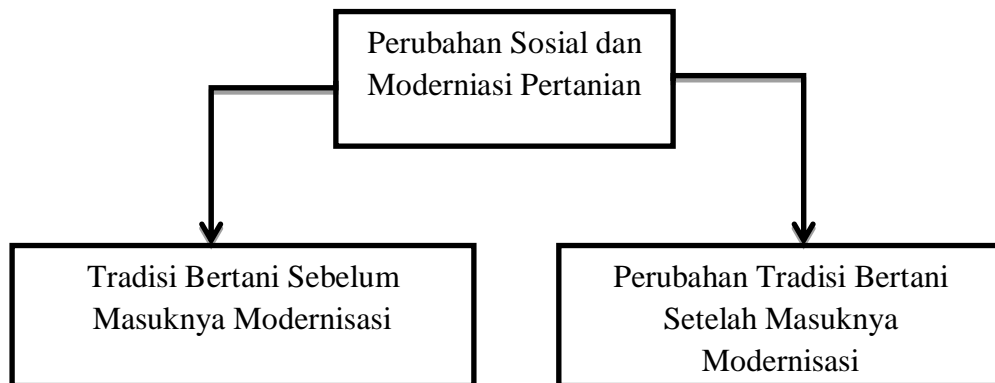 Perubahan Sosial dan
Moderniasi Pertanian
Tradisi Bertani Sebelum
Masuknya Modernisasi
Perubahan Tradisi Bertani
Setelah Masuknya
Modernisasi